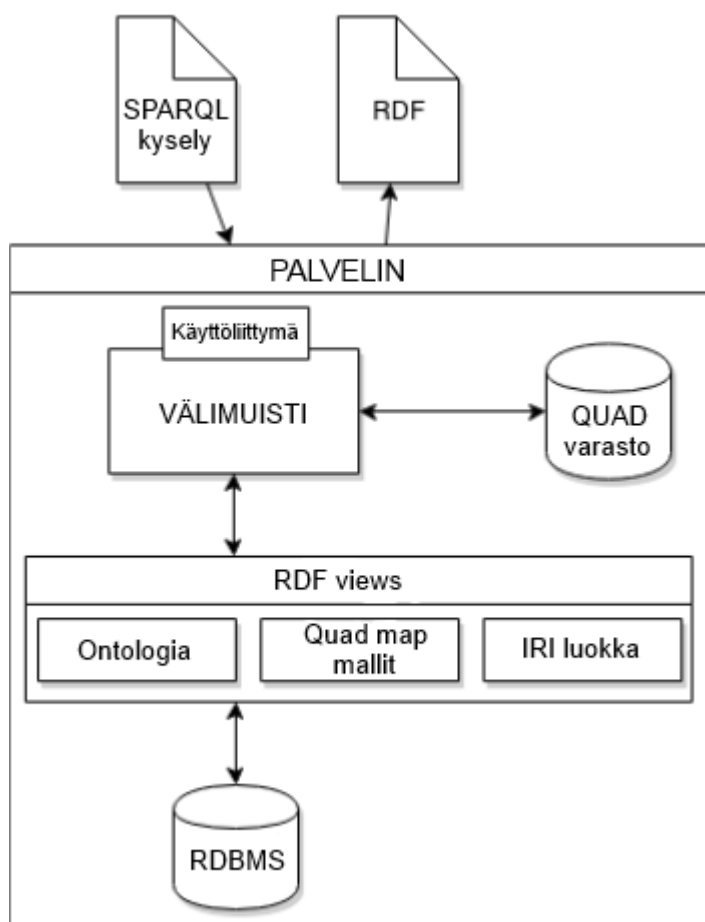 SPARQL
kysely
RDF
PALVELIN
Käyttöliittymä
VÄLIMUISTI
QUAD
varasto
RDF views
Ontologia
Quad map
mallit
IRI luokka
RDBMS